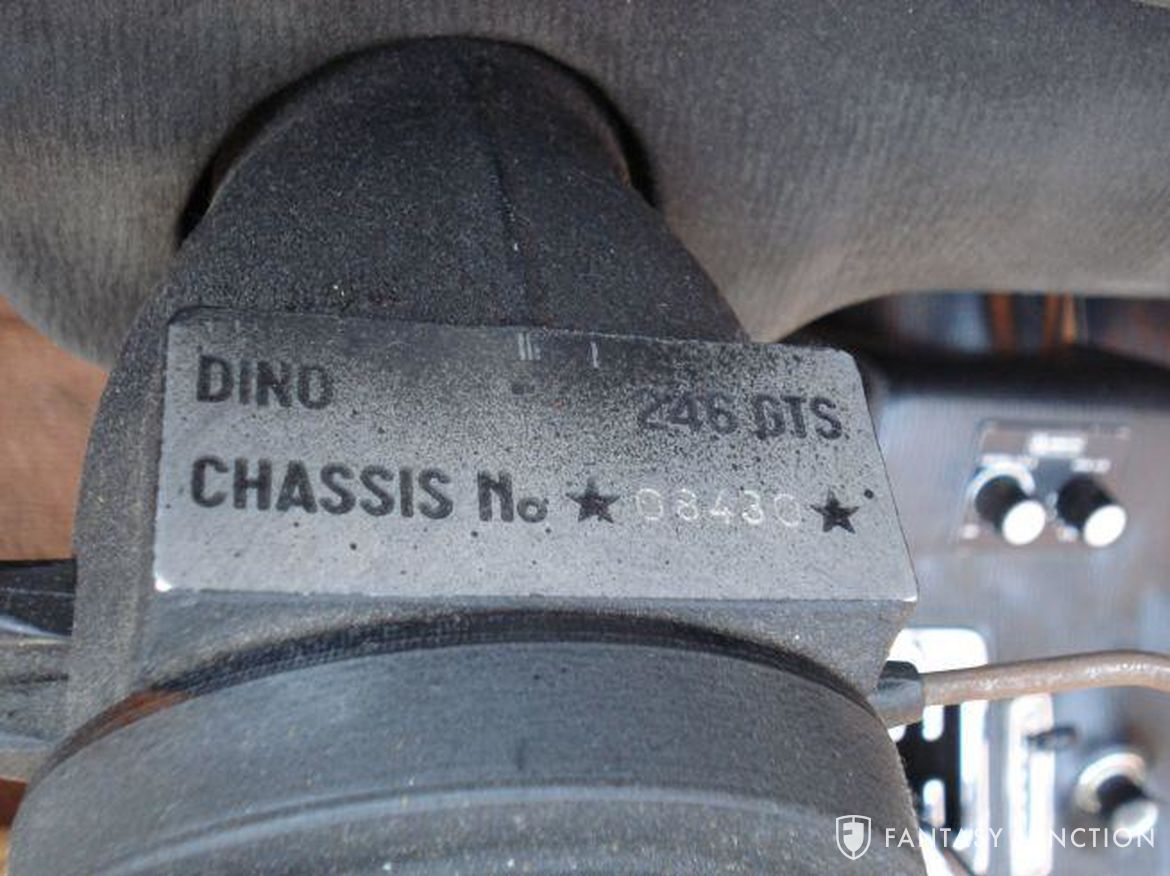 DINO 246 GTS
CHASSIS No ★ 08430 ★
FANTASY JUNCTION